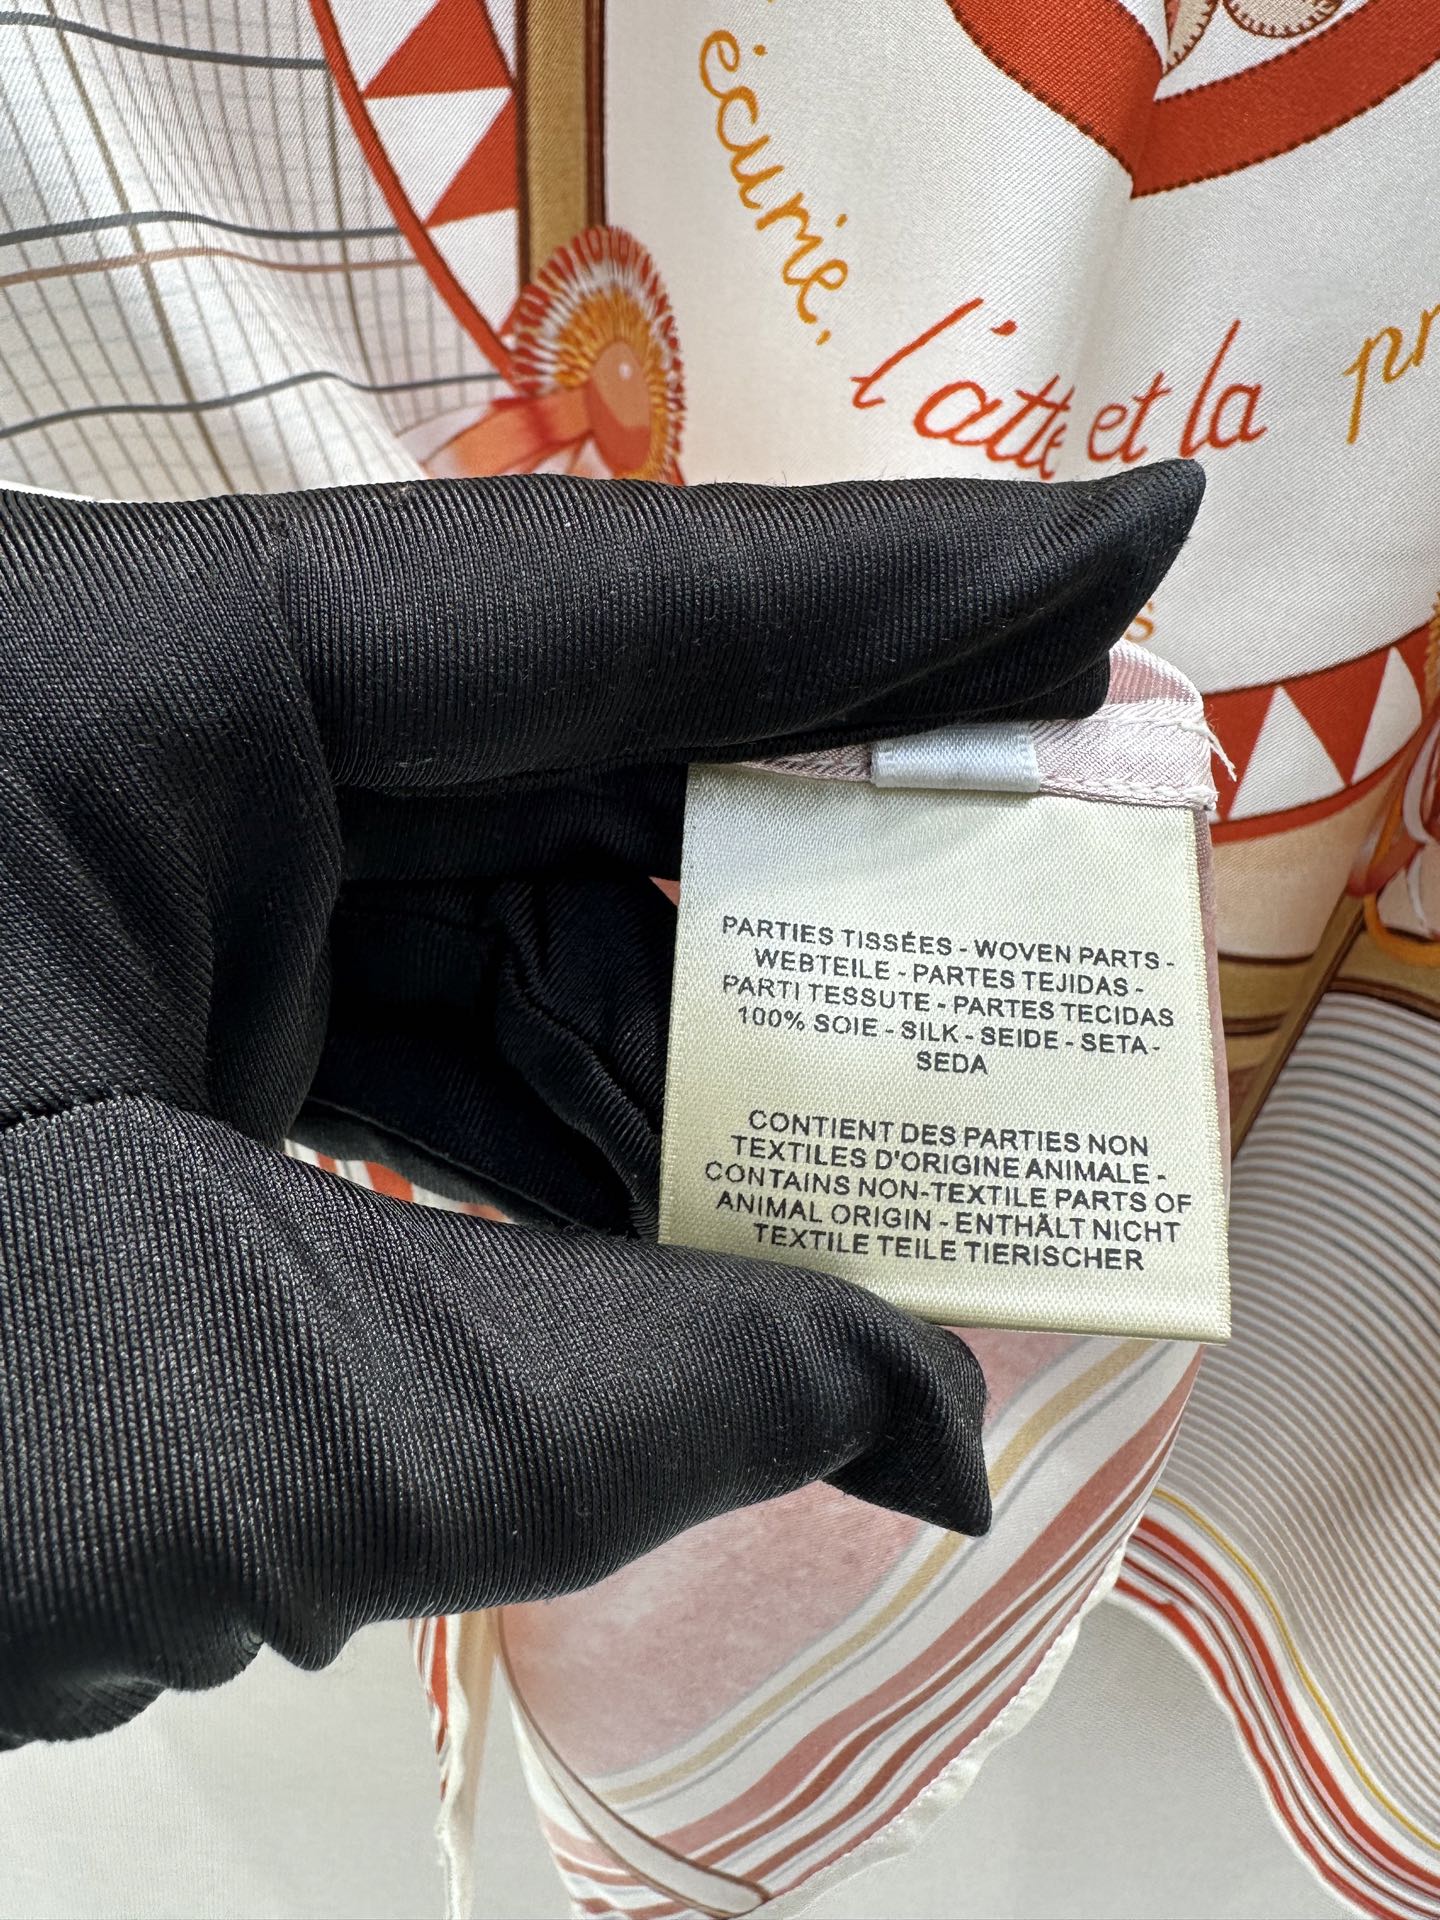 écurie,
l'atte et la
PARTIES TISSÉES - WOVEN PARTS -
WEBTEILE - PARTES TEJIDAS -
PARTI TESSUTE - PARTES TECIDAS
100% SOIE - SILK - SEIDE - SETA -
SEDA
CONTIENT DES PARTIES NON
TEXTILES D'ORIGINE ANIMALE -
CONTAINS NON-TEXTILE PARTS OF
ANIMAL ORIGIN - ENTHÄLT NICHT
TEXTILE TEILE TIERISCHER